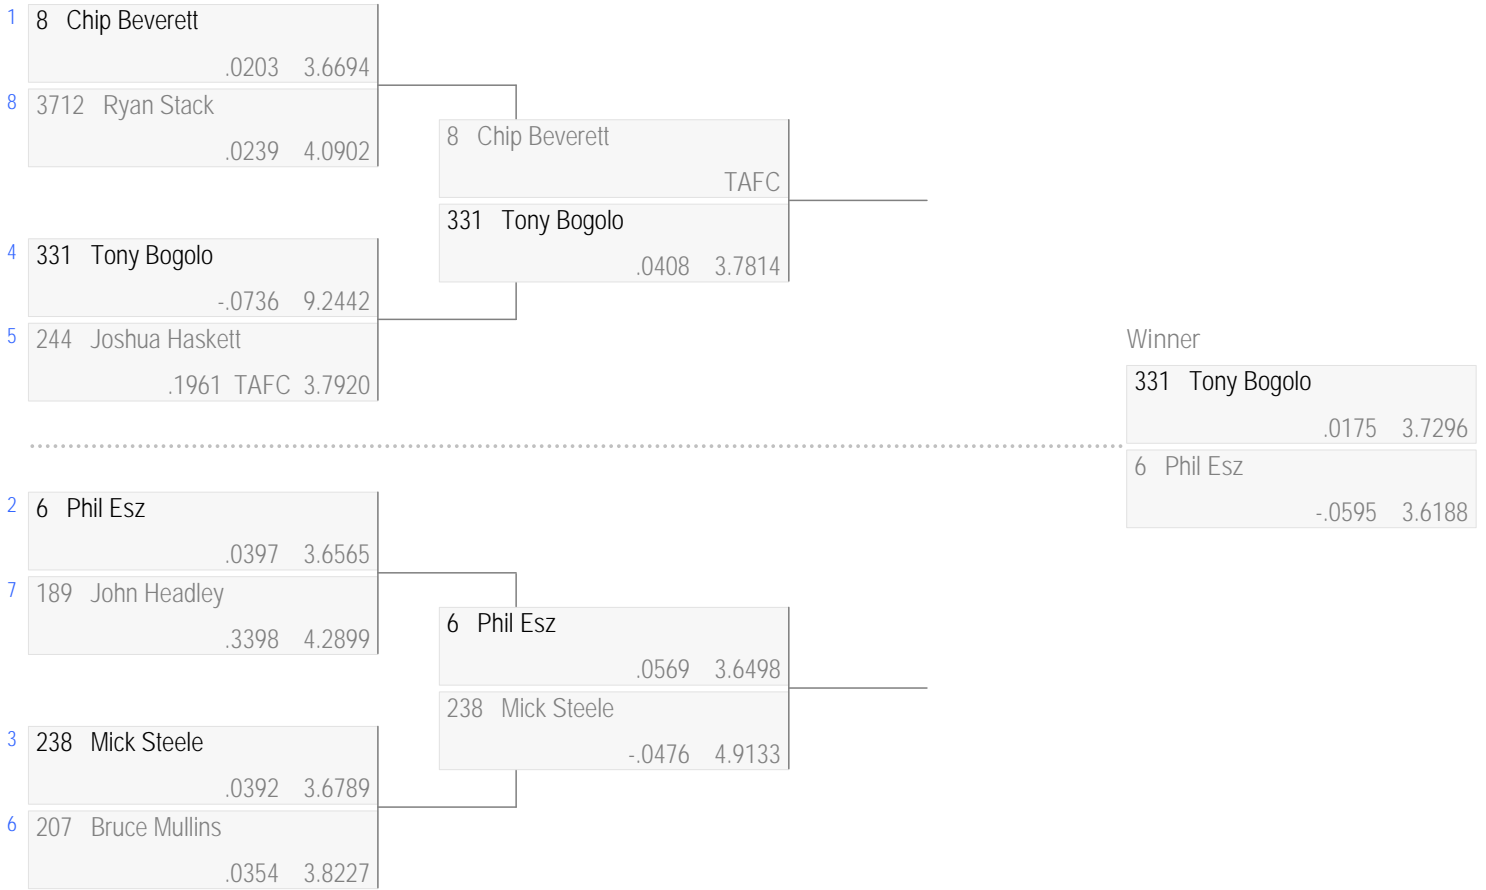 1 8 Chip Beverett
.0203 3.6694
8 3712 Ryan Stack
.0239 4.0902
8 Chip Beverett
TAFC
331 Tony Bogolo
.0408 3.7814
4 331 Tony Bogolo
-.0736 9.2442
5 244 Joshua Haskett
.1961 TAFC 3.7920
Winner
331 Tony Bogolo
.0175 3.7296
6 Phil Esz
-.0595 3.6188
2 6 Phil Esz
.0397 3.6565
7 189 John Headley
.3398 4.2899
6 Phil Esz
.0569 3.6498
238 Mick Steele
-.0476 4.9133
3 238 Mick Steele
.0392 3.6789
6 207 Bruce Mullins
.0354 3.8227